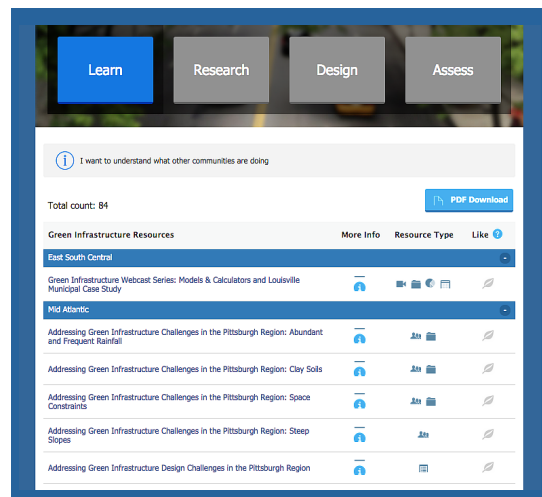 Learn
Research
Design
Assess
I want to understand what other communities are doing
Total count: 84
PDF Download
Green Infrastructure Resources
More Info
Resource Type
Like ?
East South Central
Green Infrastructure Webcast Series: Models & Calculators and Louisville
Municipal Case Study
Mid Atlantic
Addressing Green Infrastructure Challenges in the Pittsburgh Region: Abundant
and Frequent Rainfall
Addressing Green Infrastructure Challenges in the Pittsburgh Region: Clay Soils
Addressing Green Infrastructure Challenges in the Pittsburgh Region: Space
Constraints
Addressing Green Infrastructure Challenges in the Pittsburgh Region: Steep
Slopes
Addressing Green Infrastructure Design Challenges in the Pittsburgh Region